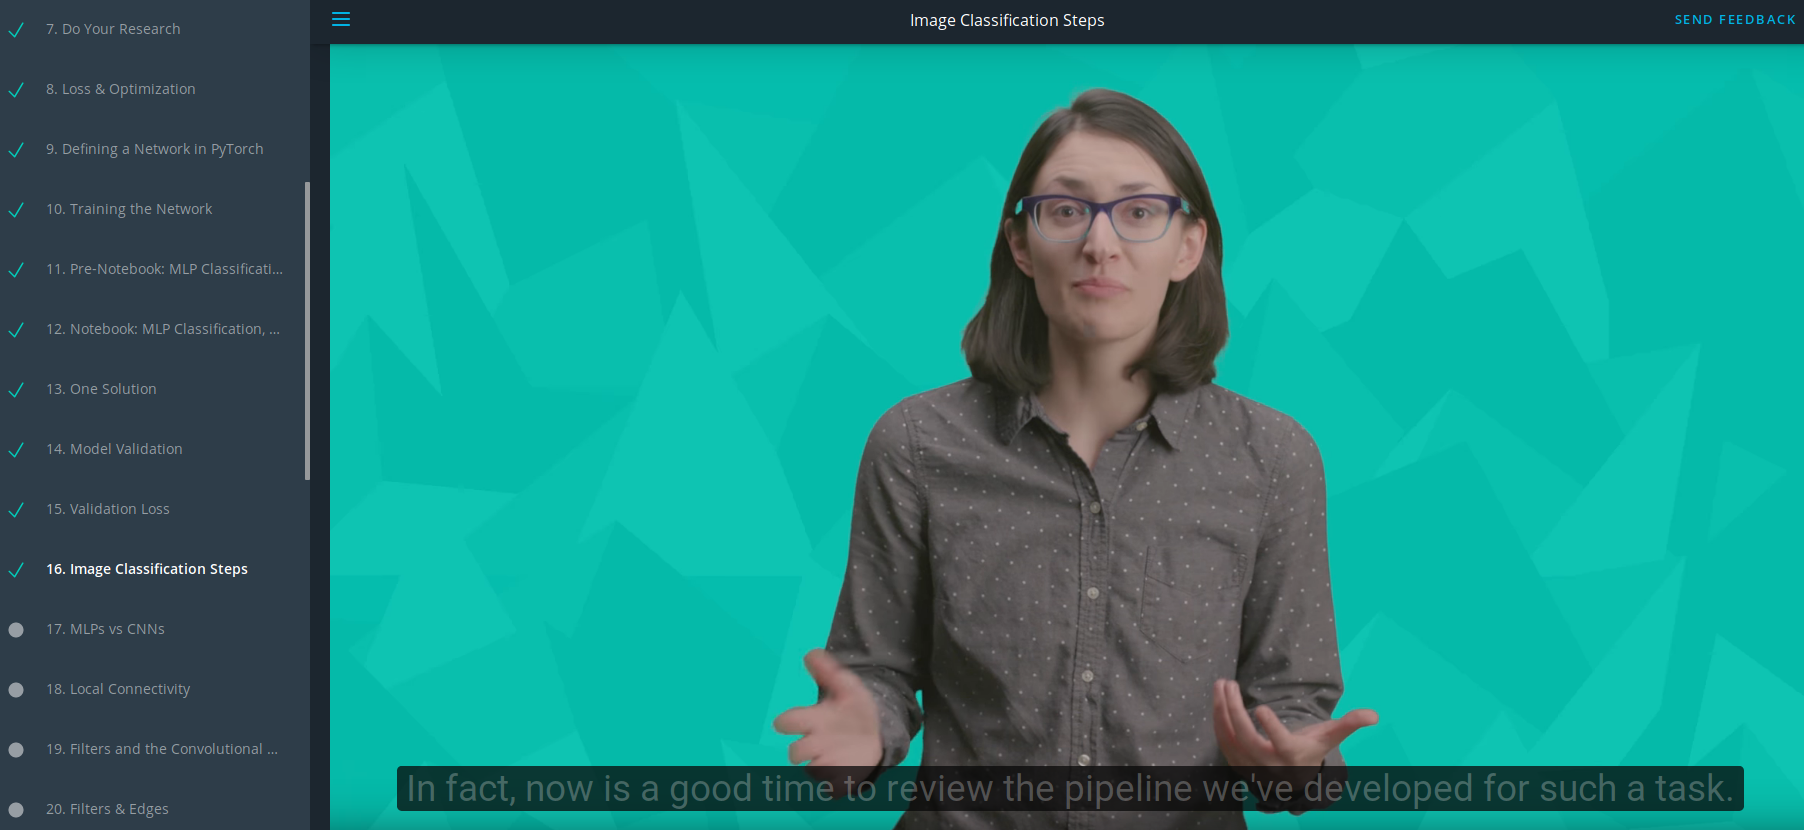 7. Do Your Research
8. Loss & Optimization
9. Defining a Network in PyTorch
10. Training the Network
11. Pre-Notebook: MLP Classificati...
12. Notebook: MLP Classification, ...
13. One Solution
14. Model Validation
15. Validation Loss
16. Image Classification Steps
17. MLPs vs CNNs
18. Local Connectivity
19. Filters and the Convolutional ...
20. Filters & Edges
Image Classification Steps
SEND FEEDBACK
In fact, now is a good time to review the pipeline we've developed for such a task.